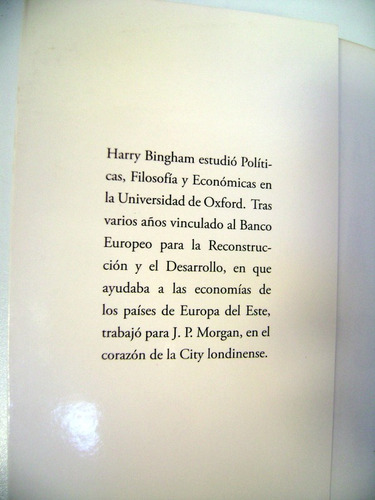 Harry Bingham estudió Políti-
cas, Filosofía y Económicas en
la Universidad de Oxford. Tras
varios años vinculado al Banco
Europeo para la Reconstruc-
ción y el Desarrollo, en que
ayudaba a las economías de
los países de Europa del Este,
trabajó para J. P. Morgan, en el
corazón de la City londinense.